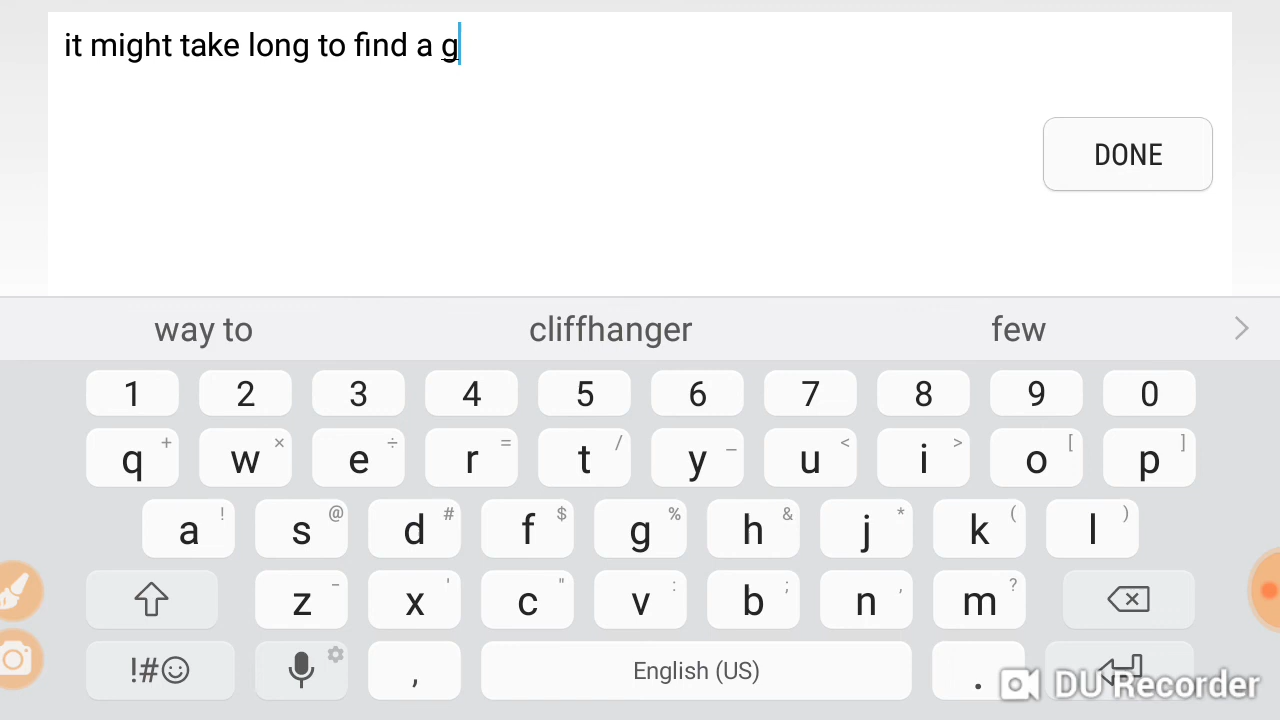 it might take long to find a g
DONE
way to cliffhanger few
1 2 3 4 5 6 7 8 9 0
q + w × e ÷ r = t / y _ u < i > o [ p ]
a ! s @ d # f $ g % h & j * k ( l )
z - x ' c " v : b ; n , m ?
!#☺ , English (US) .
DU Recorder